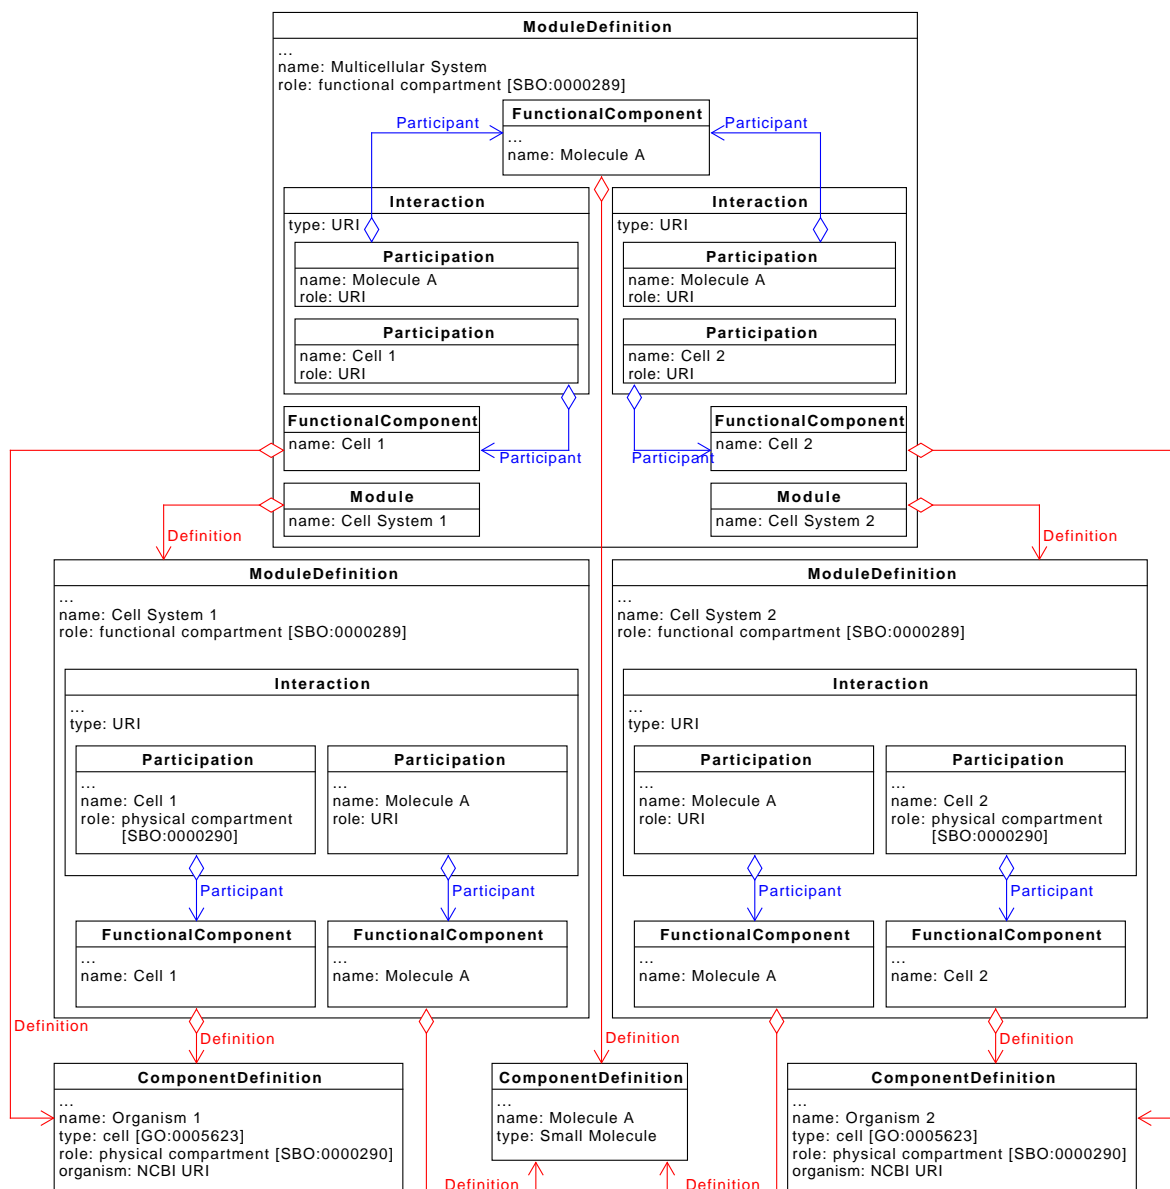 ModuleDefinition
...
name: Multicellular System
role: functional compartment [SBO:0000289]
FunctionalComponent
...
name: Molecule A
Participant
Participant
Interaction
type: URI
Participation
name: Molecule A
role: URI
Participation
name: Cell 1
role: URI
Interaction
type: URI
Participation
name: Molecule A
role: URI
Participation
name: Cell 2
role: URI
FunctionalComponent
name: Cell 1
Participant
Participant
FunctionalComponent
name: Cell 2
Module
name: Cell System 1
Module
name: Cell System 2
Definition
Definition
ModuleDefinition
...
name: Cell System 1
role: functional compartment [SBO:0000289]
Interaction
...
type: URI
Participation
...
name: Cell 1
role: physical compartment
[SBO:0000290]
Participation
...
name: Molecule A
role: URI
Participant
Participant
FunctionalComponent
...
name: Cell 1
FunctionalComponent
...
name: Molecule A
ModuleDefinition
...
name: Cell System 2
role: functional compartment [SBO:0000289]
Interaction
...
type: URI
Participation
...
name: Molecule A
role: URI
Participation
...
name: Cell 2
role: physical compartment
[SBO:0000290]
Participant
Participant
FunctionalComponent
...
name: Molecule A
FunctionalComponent
...
name: Cell 2
Definition
Definition
Definition
Definition
ComponentDefinition
...
name: Organism 1
type: cell [GO:0005623]
role: physical compartment [SBO:0000290]
organism: NCBI URI
ComponentDefinition
...
name: Molecule A
type: Small Molecule
ComponentDefinition
...
name: Organism 2
type: cell [GO:0005623]
role: physical compartment [SBO:0000290]
organism: NCBI URI
Definition
Definition